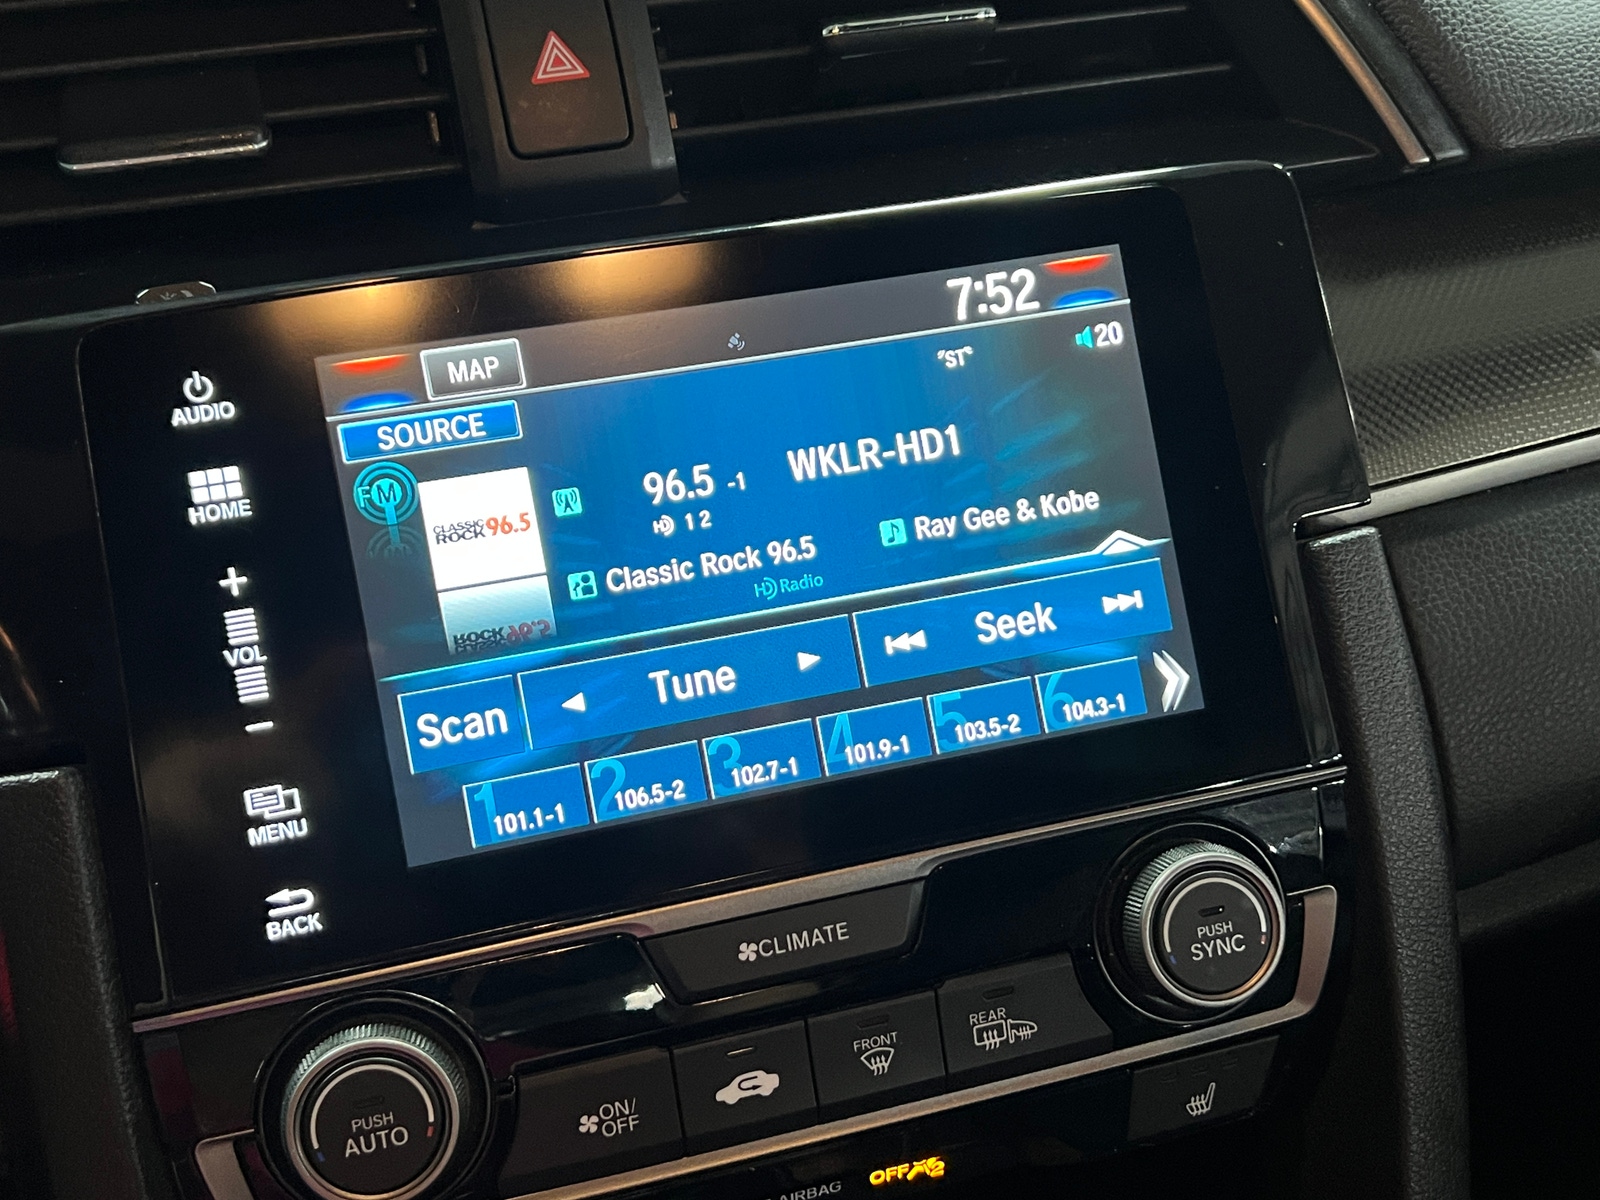 7:52
MAP
20
"ST"
SOURCE
AUDIO
FM
96.5 -1
WKLR-HD1
HD 1 2
CLASSIC
ROCK 96.5
HOME
Ray Gee & Kobe
Classic Rock 96.5
HD Radio
+
VOL
-
Seek
Tune
Scan
1 101.1-1
2 106.5-2
3 102.7-1
4 101.9-1
5 103.5-2
6 104.3-1
MENU
BACK
CLIMATE
PUSH
SYNC
PUSH
AUTO
ON/
OFF
FRONT
REAR
AIRBAG
OFF
2